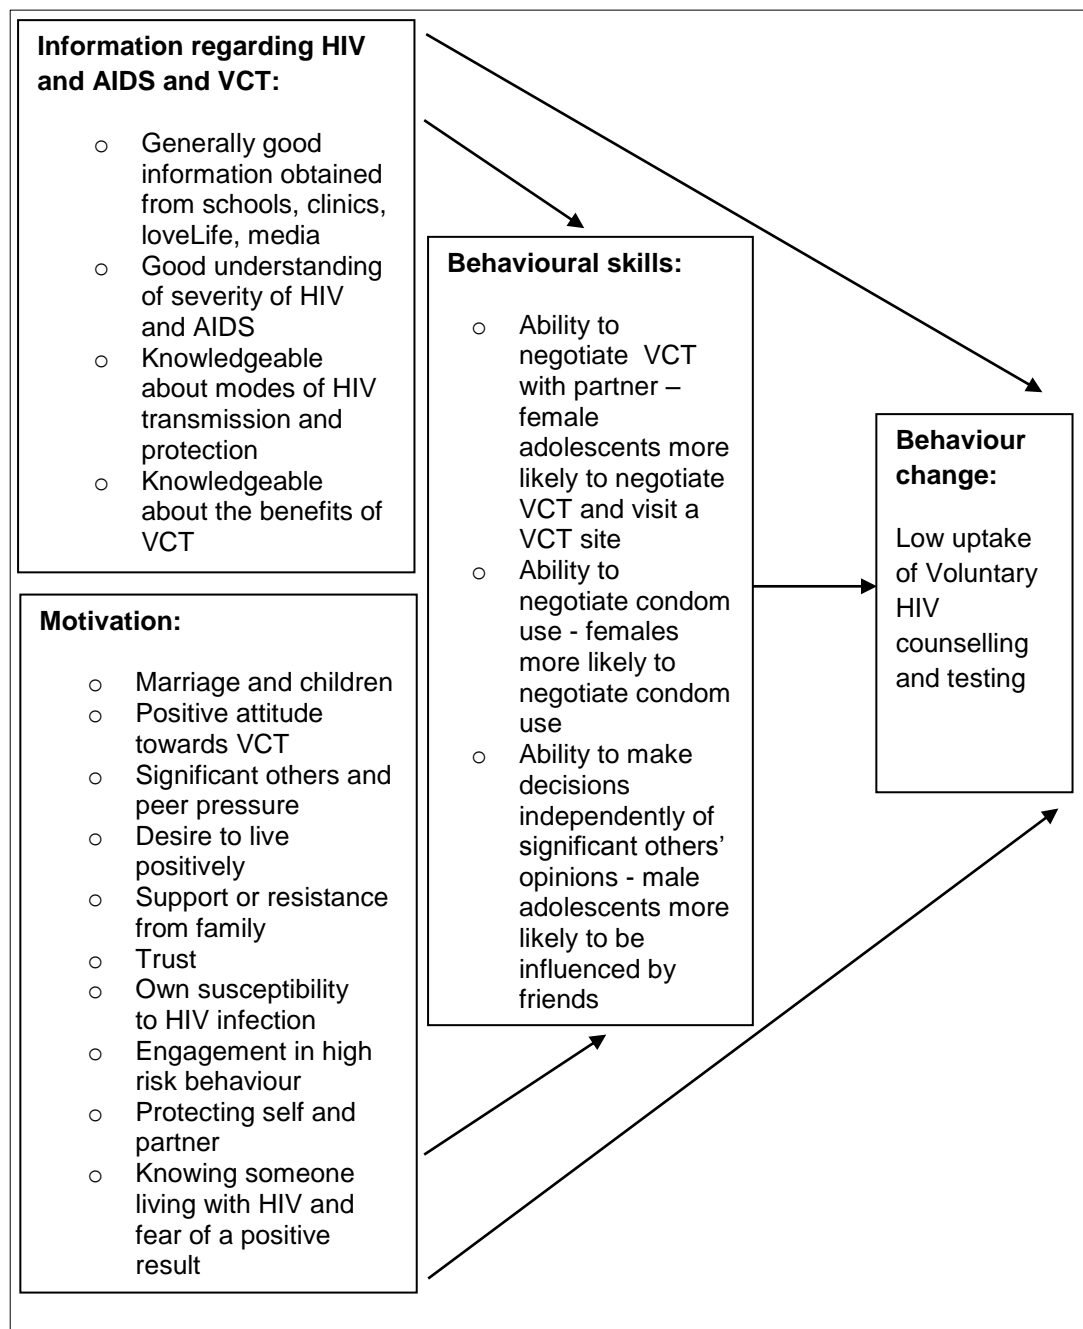 Information regarding HIV
and AIDS and VCT:
o Generally good
information obtained
from schools, clinics,
loveLife, media
o Good understanding
of severity of HIV
and AIDS
o Knowledgeable
about modes of HIV
transmission and
protection
o Knowledgeable
about the benefits of
VCT
Motivation:
o Marriage and children
o Positive attitude
towards VCT
o Significant others and
peer pressure
o Desire to live
positively
o Support or resistance
from family
o Trust
o Own susceptibility
to HIV infection
o Engagement in high
risk behaviour
o Protecting self and
partner
o Knowing someone
living with HIV and
fear of a positive
result
Behavioural skills:
o Ability to
negotiate VCT
with partner –
female
adolescents more
likely to negotiate
VCT and visit a
VCT site
o Ability to
negotiate condom
use - females
more likely to
negotiate condom
use
o Ability to make
decisions
independently of
significant others’
opinions - male
adolescents more
likely to be
influenced by
friends
Behaviour
change:
Low uptake
of Voluntary
HIV
counselling
and testing